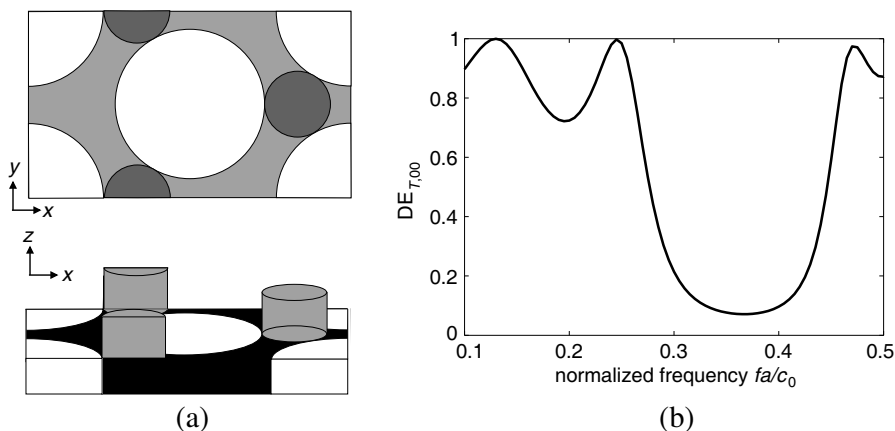 y
x
z
x
(a)
1
0.8
0.6
0.4
0.2
0
DE_{T,00}
0.1 0.2 0.3 0.4 0.5
normalized frequency fa/c_0
(b)